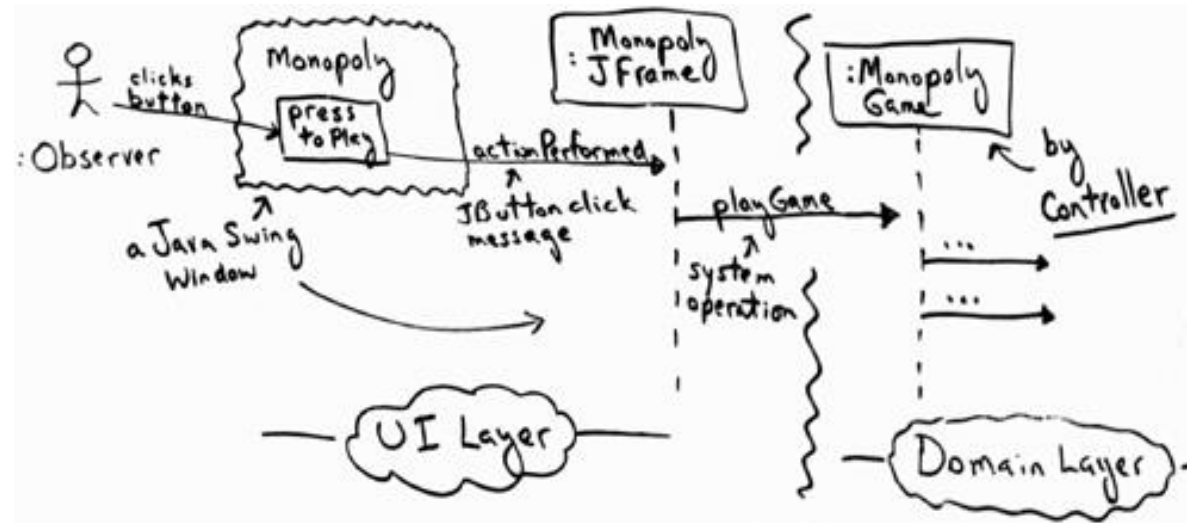 clicks
button
:Observer
Monopoly
press
to Play
a Java Swing
Window
actionPerformed
JButton click
message
Monopoly
: JFrame
playGame
system
operation
:Monopoly
Game
by
Controller
...
...
UI Layer
Domain Layer